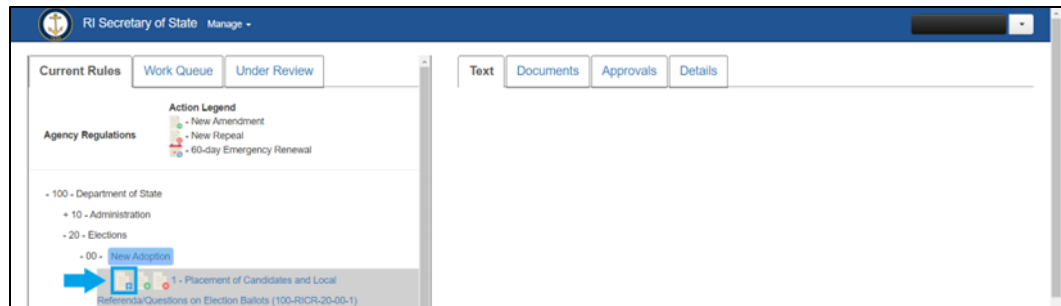 RI Secretary of State Manage
Current Rules Work Queue Under Review
Text Documents Approvals Details
Action Legend
Agency Regulations
- New Amendment
- New Repeal
- 60-day Emergency Renewal
- 100 - Department of State
+ 10 - Administration
- 20 - Elections
- 00 - New Adoption
1 - Placement of Candidates and Local
Referenda/Questions on Election Ballots (100-RICR-20-00-1)